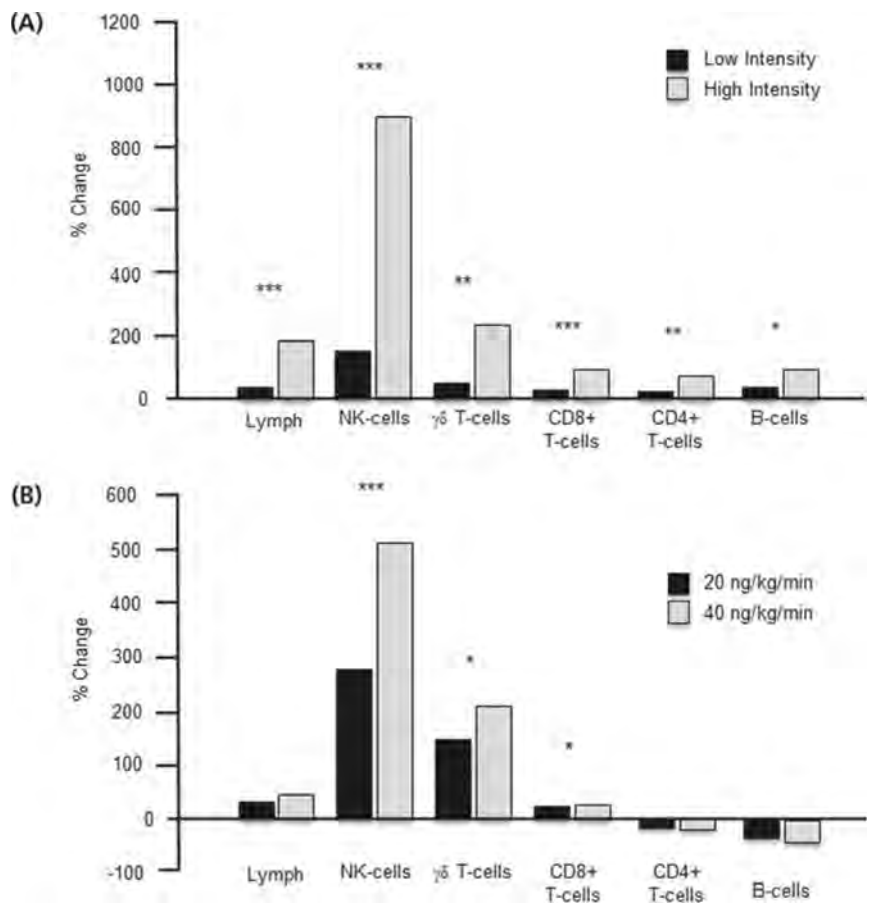 (A)
1200
1000
800
600
400
200
0
% Change
Low Intensity
High Intensity
***
***
**
***
**
*
Lymph
NK-cells
γδ T-cells
CD8+
T-cells
CD4+
T-cells
B-cells
(B)
600
500
400
300
200
100
0
-100
% Change
20 ng/kg/min
40 ng/kg/min
***
*
*
Lymph
NK-cells
γδ T-cells
CD8+
T-cells
CD4+
T-cells
B-cells